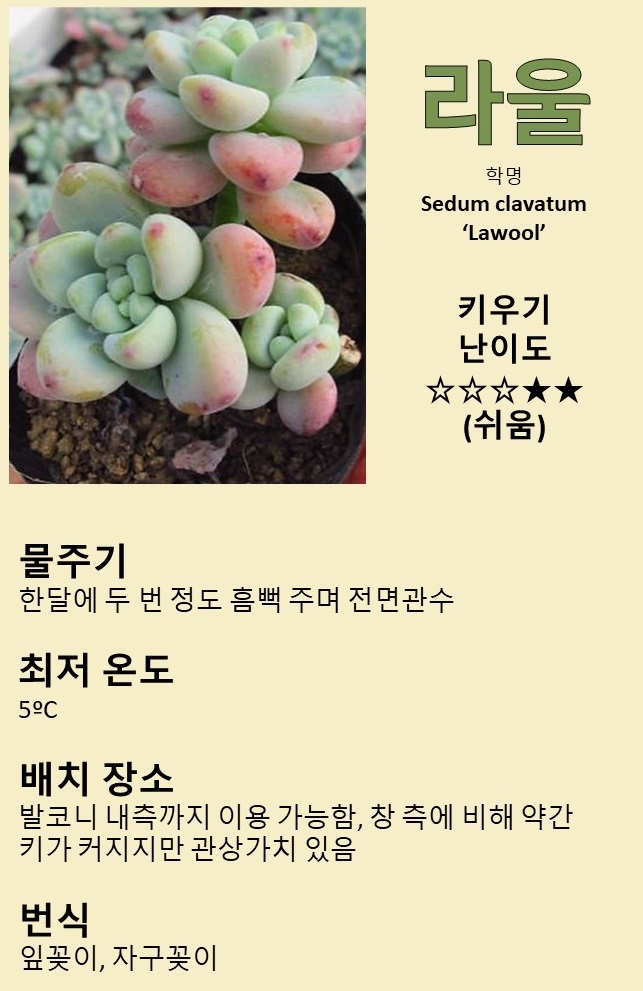 라울
학명
Sedum clavatum
‘Lawool’
키우기
난이도
☆☆☆★★
(쉬움)
물주기
한달에 두 번 정도 흠뻑 주며 전면관수
최저 온도
5ºC
배치 장소
발코니 내측까지 이용 가능함, 창 측에 비해 약간
키가 커지지만 관상가치 있음
번식
잎꽂이, 자구꽂이